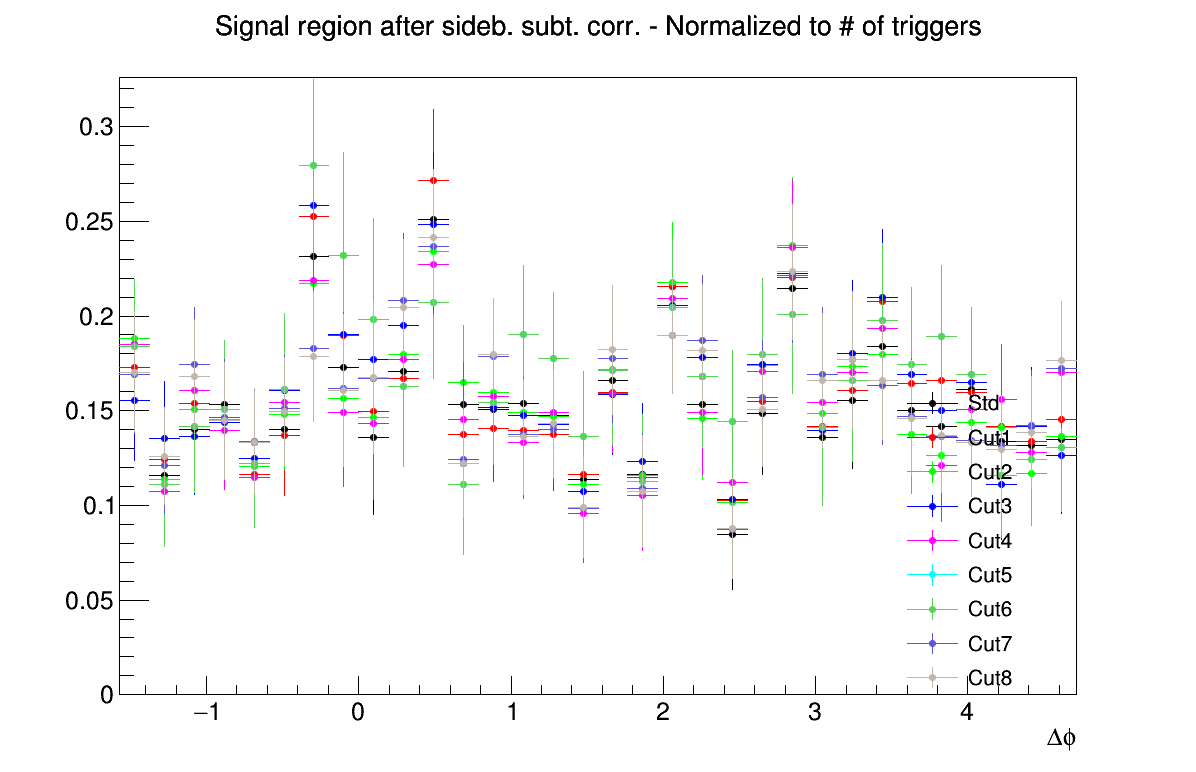 Signal region after sideb. subt. corr. - Normalized to # of triggers
0.3
0.25
0.2
0.15
0.1
0.05
0
−1
0
1
2
3
4
Δϕ
Std
Cut1
Cut2
Cut3
Cut4
Cut5
Cut6
Cut7
Cut8